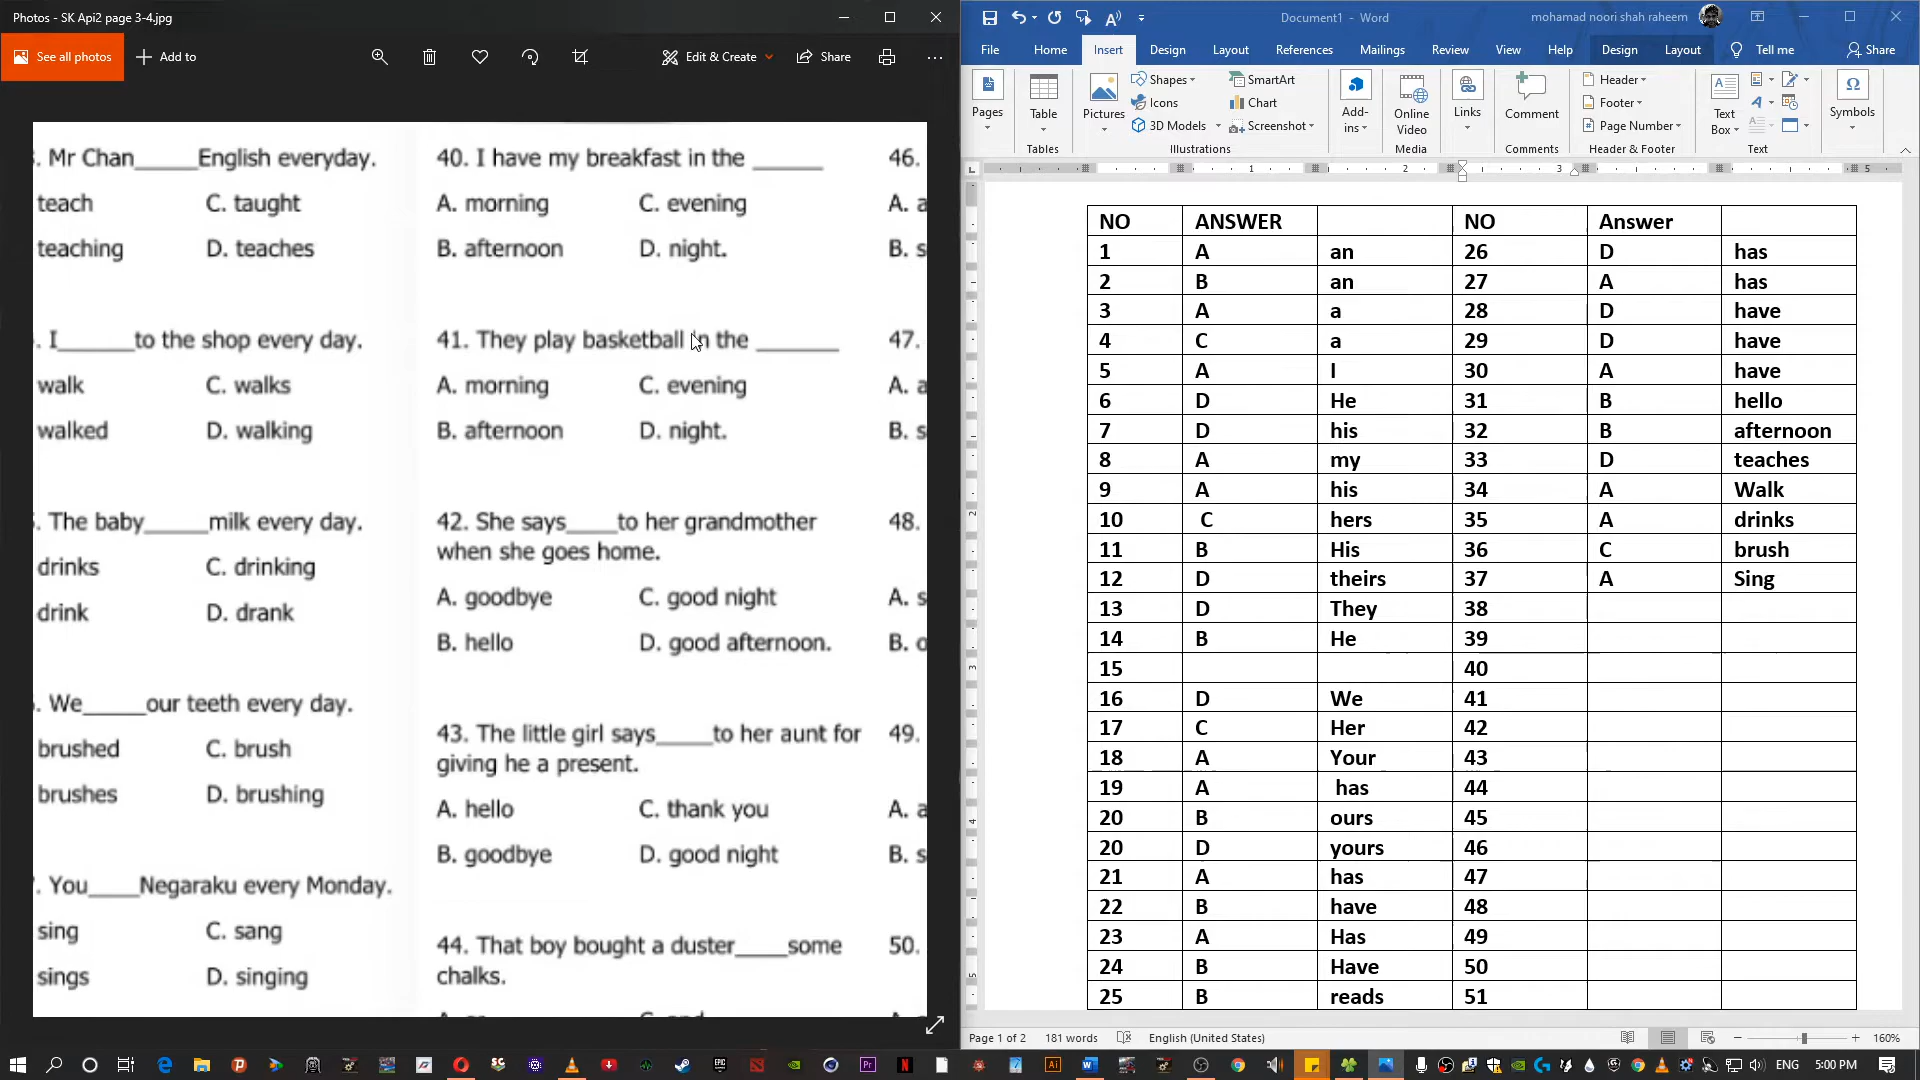 Photos - SK Api2 page 3-4.jpg
See all photos
Add to
Edit & Create
Share
. Mr Chan_____English everyday.
teach C. taught
teaching D. teaches
. I______to the shop every day.
walk C. walks
walked D. walking
. The baby_____milk every day.
drinks C. drinking
drink D. drank
. We_____our teeth every day.
brushed C. brush
brushes D. brushing
. You____Negaraku every Monday.
sing C. sang
sings D. singing
40. I have my breakfast in the ______
A. morning C. evening
B. afternoon D. night.
41. They play basketball in the _______
A. morning C. evening
B. afternoon D. night.
42. She says____to her grandmother
when she goes home.
A. goodbye C. good night
B. hello D. good afternoon.
43. The little girl says_____to her aunt for
giving he a present.
A. hello C. thank you
B. goodbye D. good night
44. That boy bought a duster____some
chalks.
46.
A. a
B. s
47.
A. a
B. s
48.
A. s
B. o
49.
A. a
B. s
50.
Document1 - Word
mohamad noori shah raheem
File Home Insert Design Layout References Mailings Review View Help Design Layout Tell me Share
Pages
Table
Tables
Pictures
Shapes
Icons
3D Models
SmartArt
Chart
Screenshot
Illustrations
Add-
ins
Online
Video
Media
Links
Comment
Comments
Header
Footer
Page Number
Header & Footer
Text
Box
Text
Symbols
1 2 3 5
NO ANSWER NO Answer
1 A an 26 D has
2 B an 27 A has
3 A a 28 D have
4 C a 29 D have
5 A I 30 A have
6 D He 31 B hello
7 D his 32 B afternoon
8 A my 33 D teaches
9 A his 34 A Walk
10 C hers 35 A drinks
11 B His 36 C brush
12 D theirs 37 A Sing
13 D They 38
14 B He 39
15 40
16 D We 41
17 C Her 42
18 A Your 43
19 A has 44
20 B ours 45
20 D yours 46
21 A has 47
22 B have 48
23 A Has 49
24 B Have 50
25 B reads 51
Page 1 of 2 181 words English (United States) 160%
ENG 5:00 PM